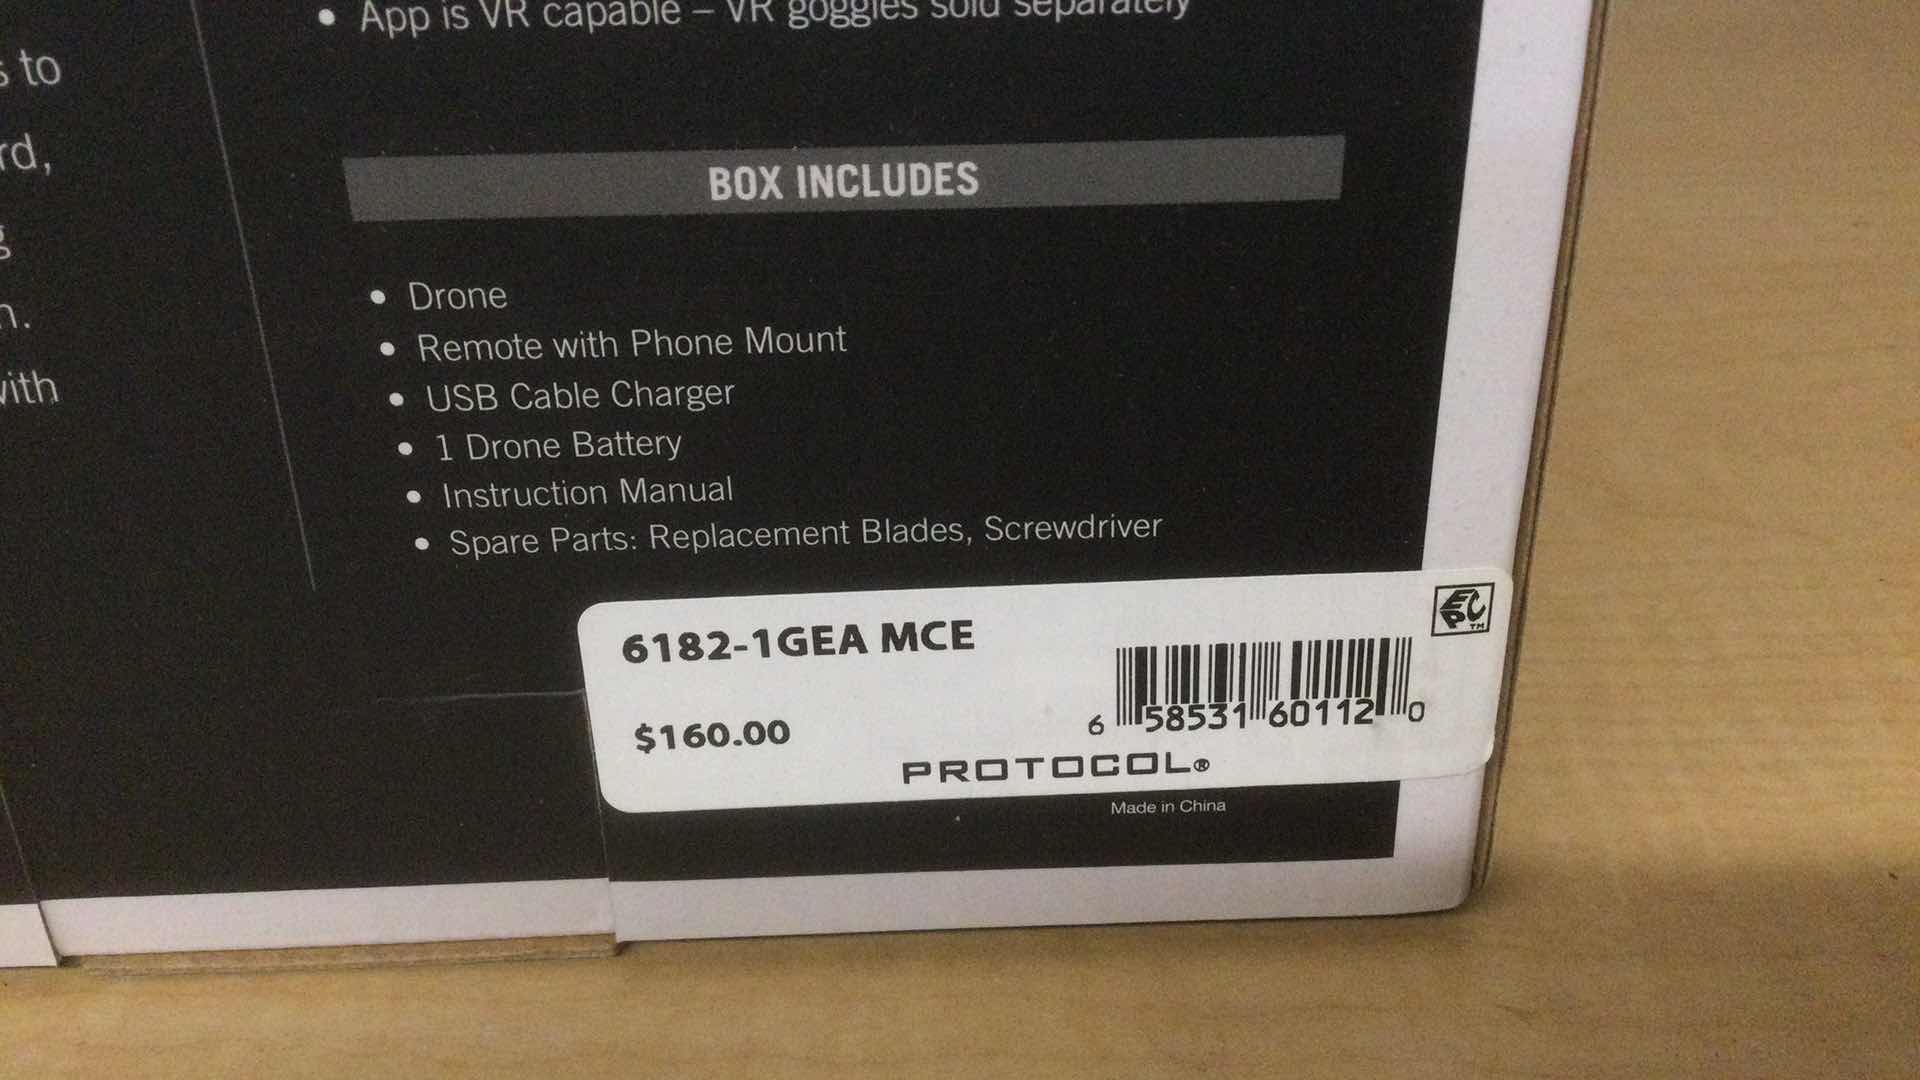 • App is VR capable – VR goggles sold separately
to
rd,
n.
with
BOX INCLUDES
• Drone
• Remote with Phone Mount
• USB Cable Charger
• 1 Drone Battery
• Instruction Manual
• Spare Parts: Replacement Blades, Screwdriver
6182-1GEA MCE
EPC™
$160.00
6 58531 60112 0
PROTOCOL®
Made in China